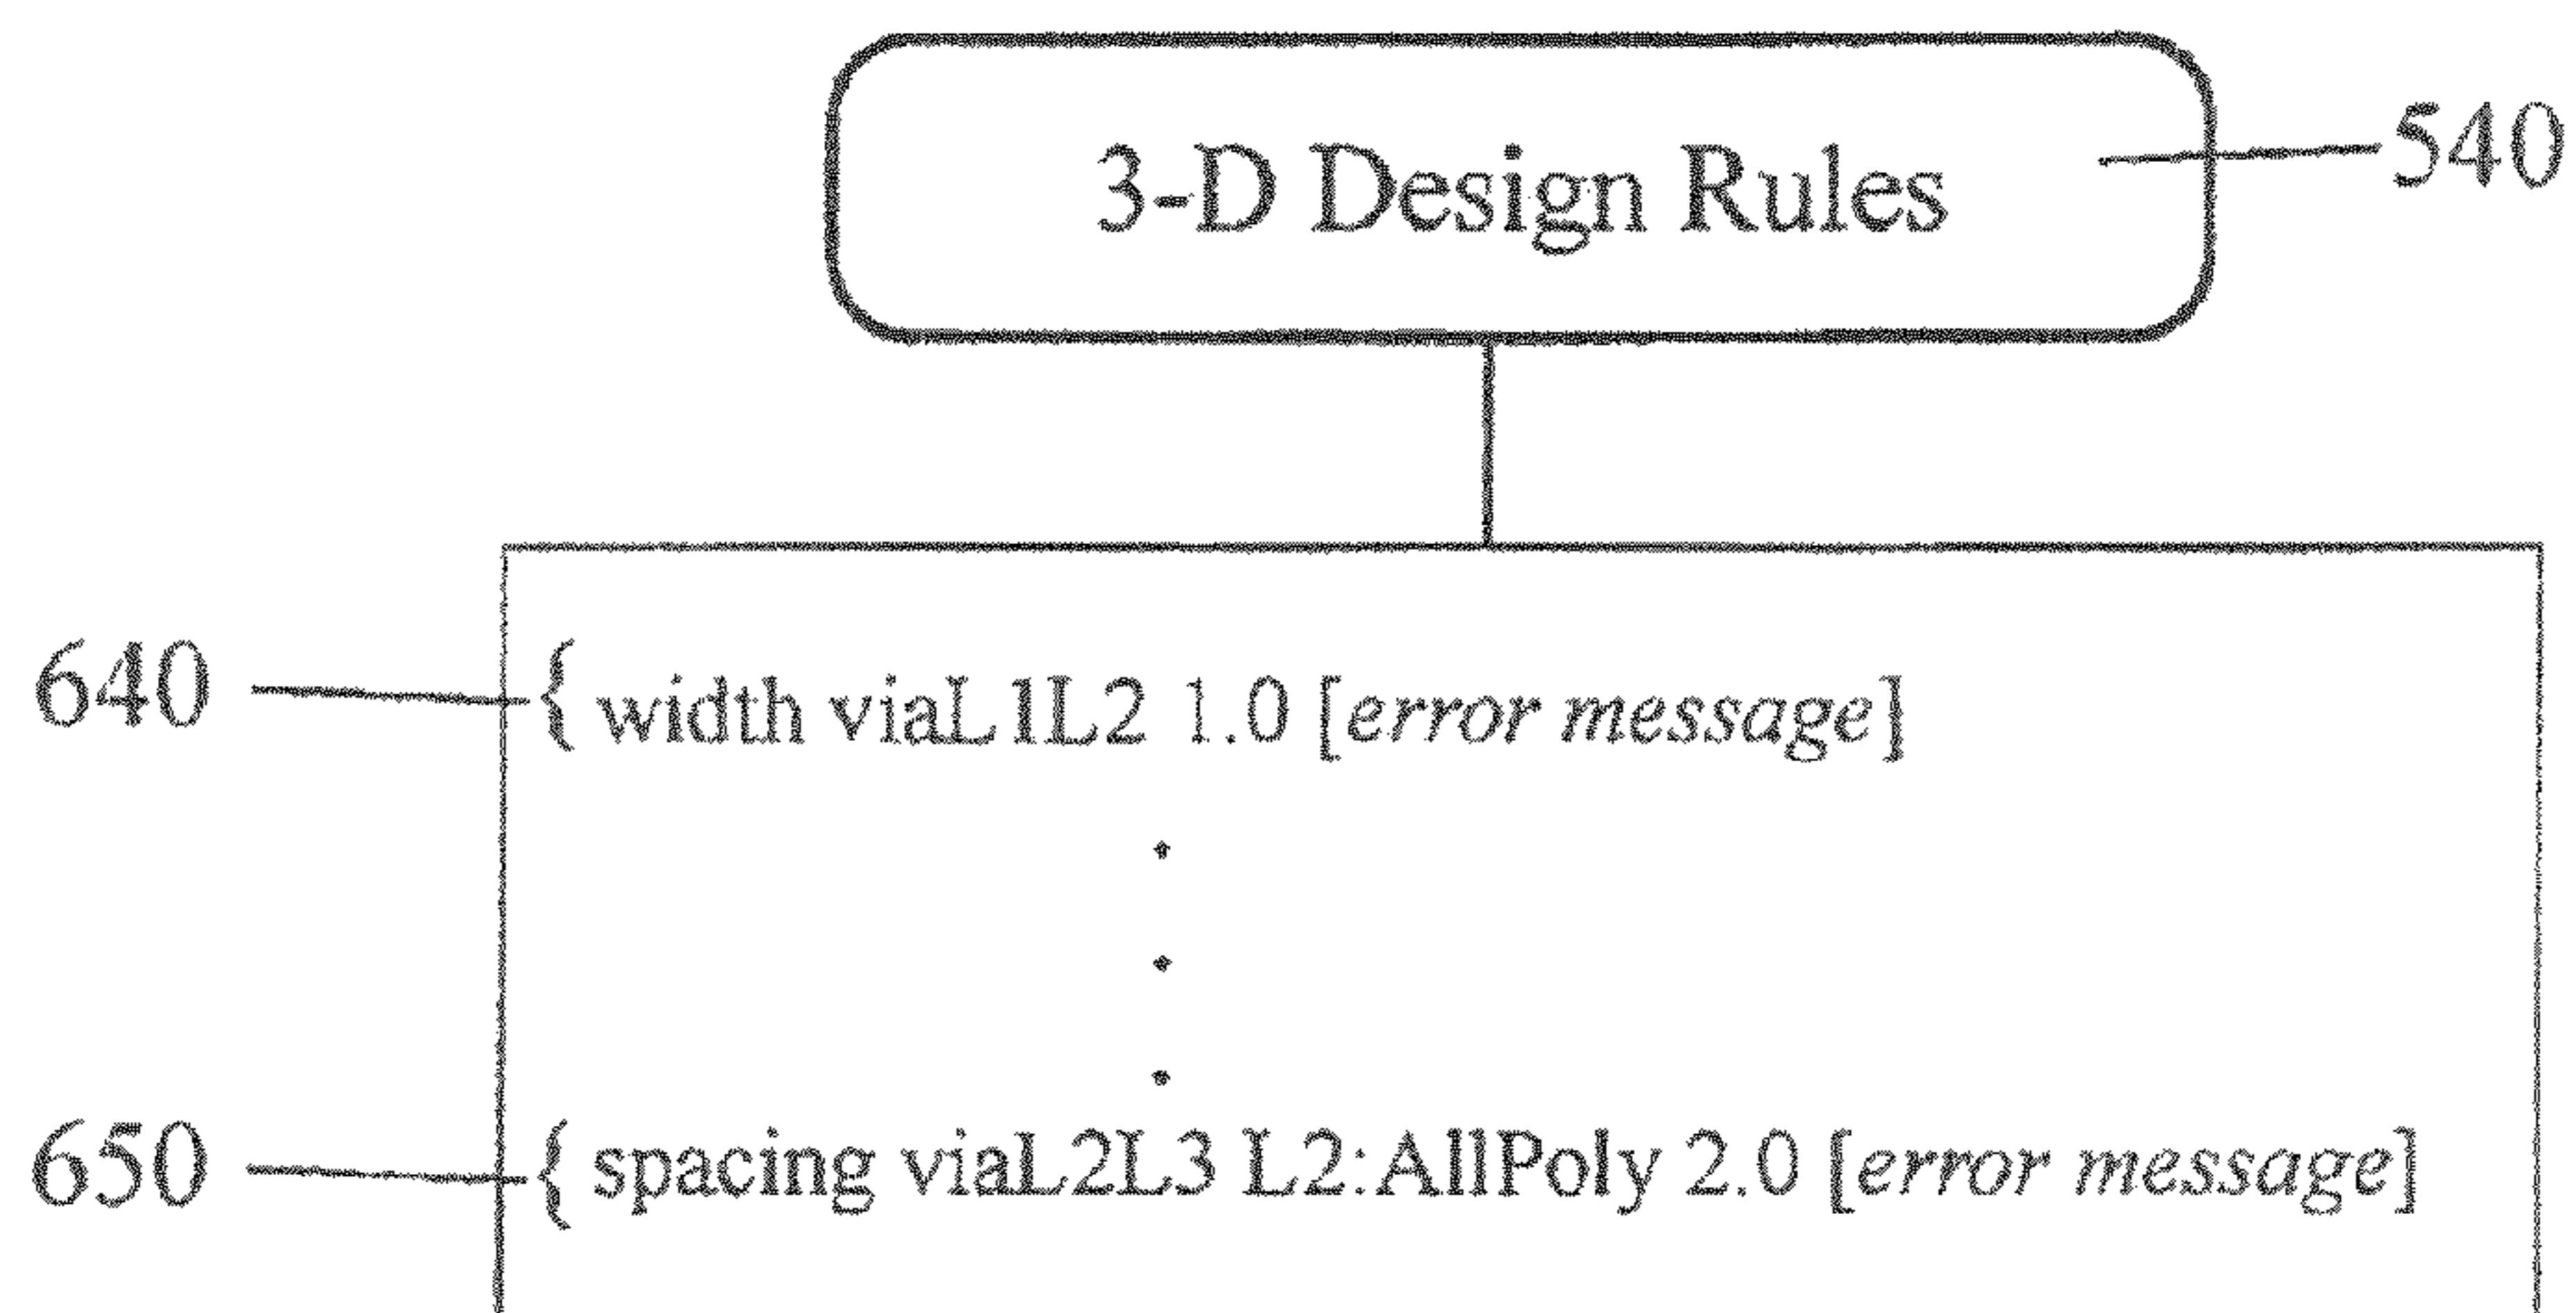 3-D Design Rules 540
640 { width viaL1L2 1.0 [error message]
650 { spacing viaL2L3 L2:AllPoly 2.0 [error message]